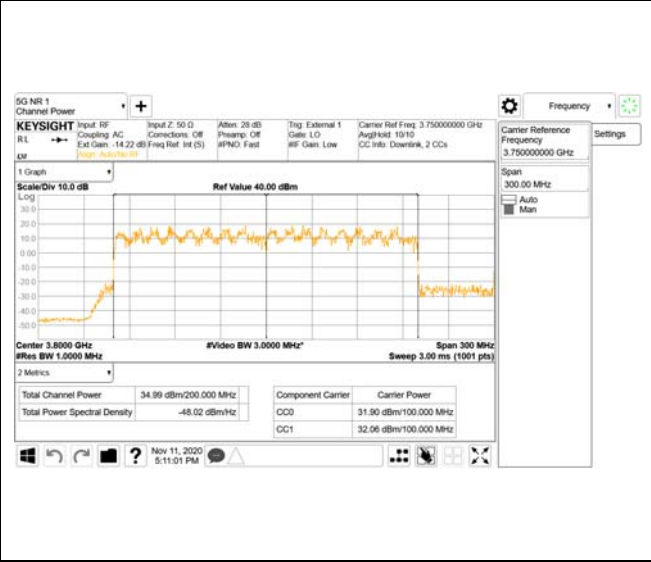 5G NR 1
Channel Power
Frequency
KEYSIGHT
Input: RF
Input Z: 50 Ω
Atten: 28 dB
Trig: External 1
Carrier Ref Freq: 3.750000000 GHz
R L
Coupling: AC
Corrections: Off
Preamp: Off
Gate: LO
Avg|Hold: 10/10
Ext Gain: -14.22 dB
Freq Ref: Int (S)
#PNO: Fast
#IF Gain: Low
CC Info: Downlink, 2 CCs
Align: Auto/No RF
Carrier Reference
Frequency
3.750000000 GHz
Settings
Span
300.00 MHz
Auto
Man
1 Graph
Scale/Div 10.0 dB
Ref Value 40.00 dBm
Log
30.0
20.0
10.0
0.00
-10.0
-20.0
-30.0
-40.0
-50.0
Center 3.8000 GHz
#Video BW 3.0000 MHz*
Span 300 MHz
#Res BW 1.0000 MHz
Sweep 3.00 ms (1001 pts)
2 Metrics
Total Channel Power
34.99 dBm/200.000 MHz
Total Power Spectral Density
-48.02 dBm/Hz
Component Carrier
Carrier Power
CC0
31.90 dBm/100.000 MHz
CC1
32.06 dBm/100.000 MHz
?
Nov 11, 2020
5:11:01 PM